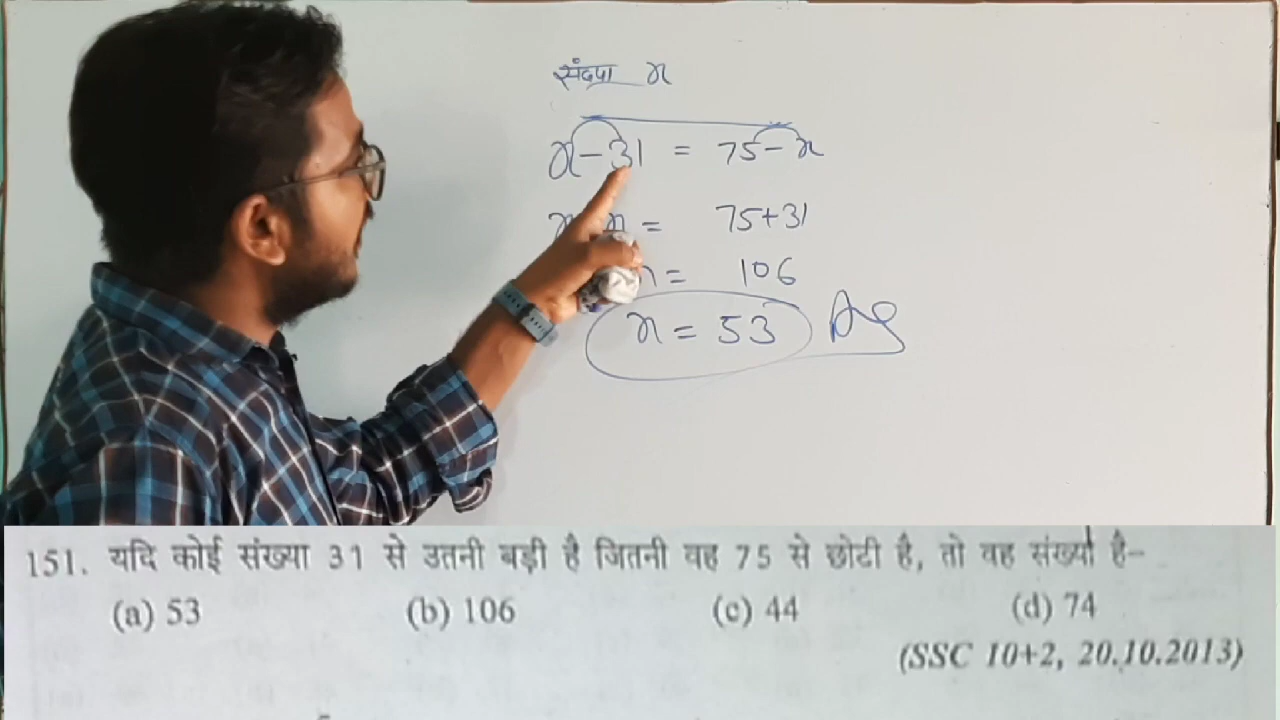 संख्या x
x - 31 = 75 - x
= 75+31
= 106
x = 53 Ans
151. यदि कोई संख्या 31 से उतनी बड़ी है जितनी वह 75 से छोटी है, तो वह संख्या है-
(a) 53 (b) 106 (c) 44 (d) 74
(SSC 10+2, 20.10.2013)